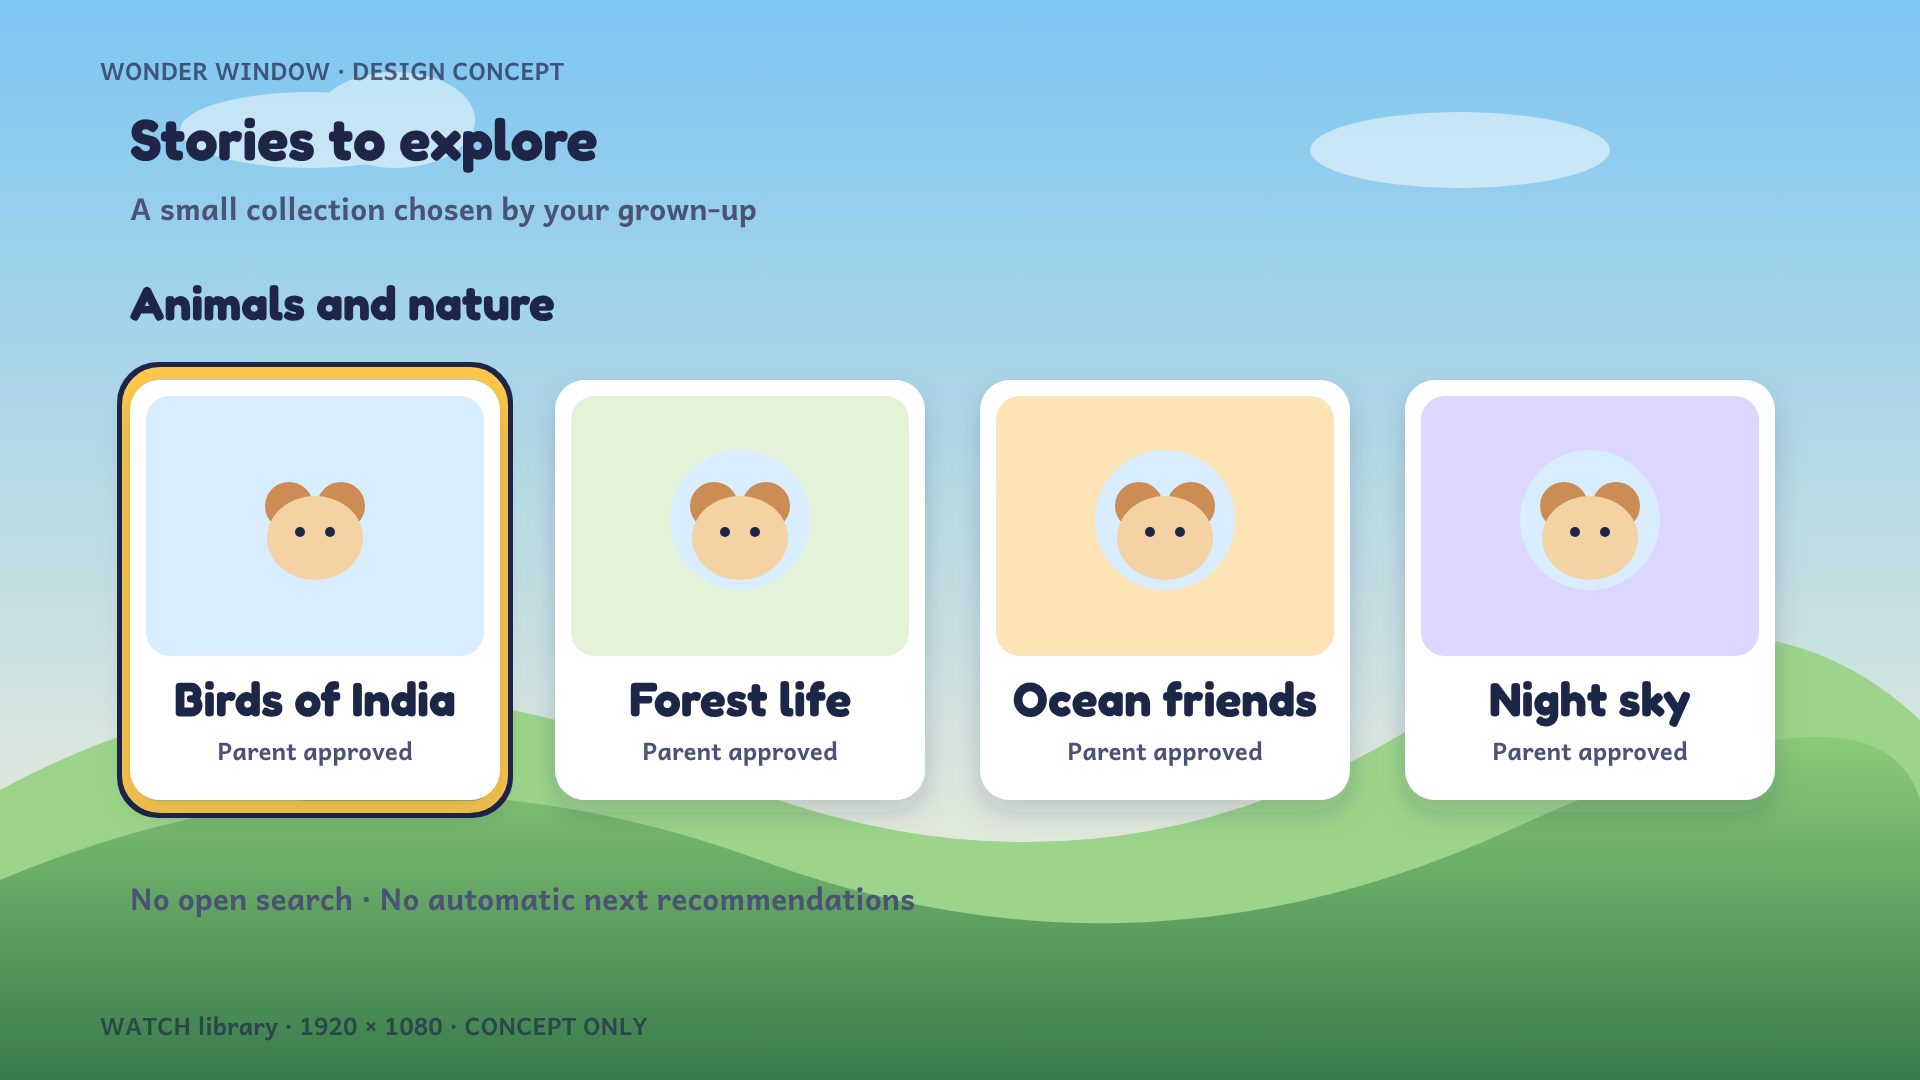 WONDER WINDOW · DESIGN CONCEPT
Stories to explore
A small collection chosen by your grown-up
Animals and nature
Birds of India
Parent approved
Forest life
Parent approved
Ocean friends
Parent approved
Night sky
Parent approved
No open search · No automatic next recommendations
WATCH library · 1920 × 1080 · CONCEPT ONLY